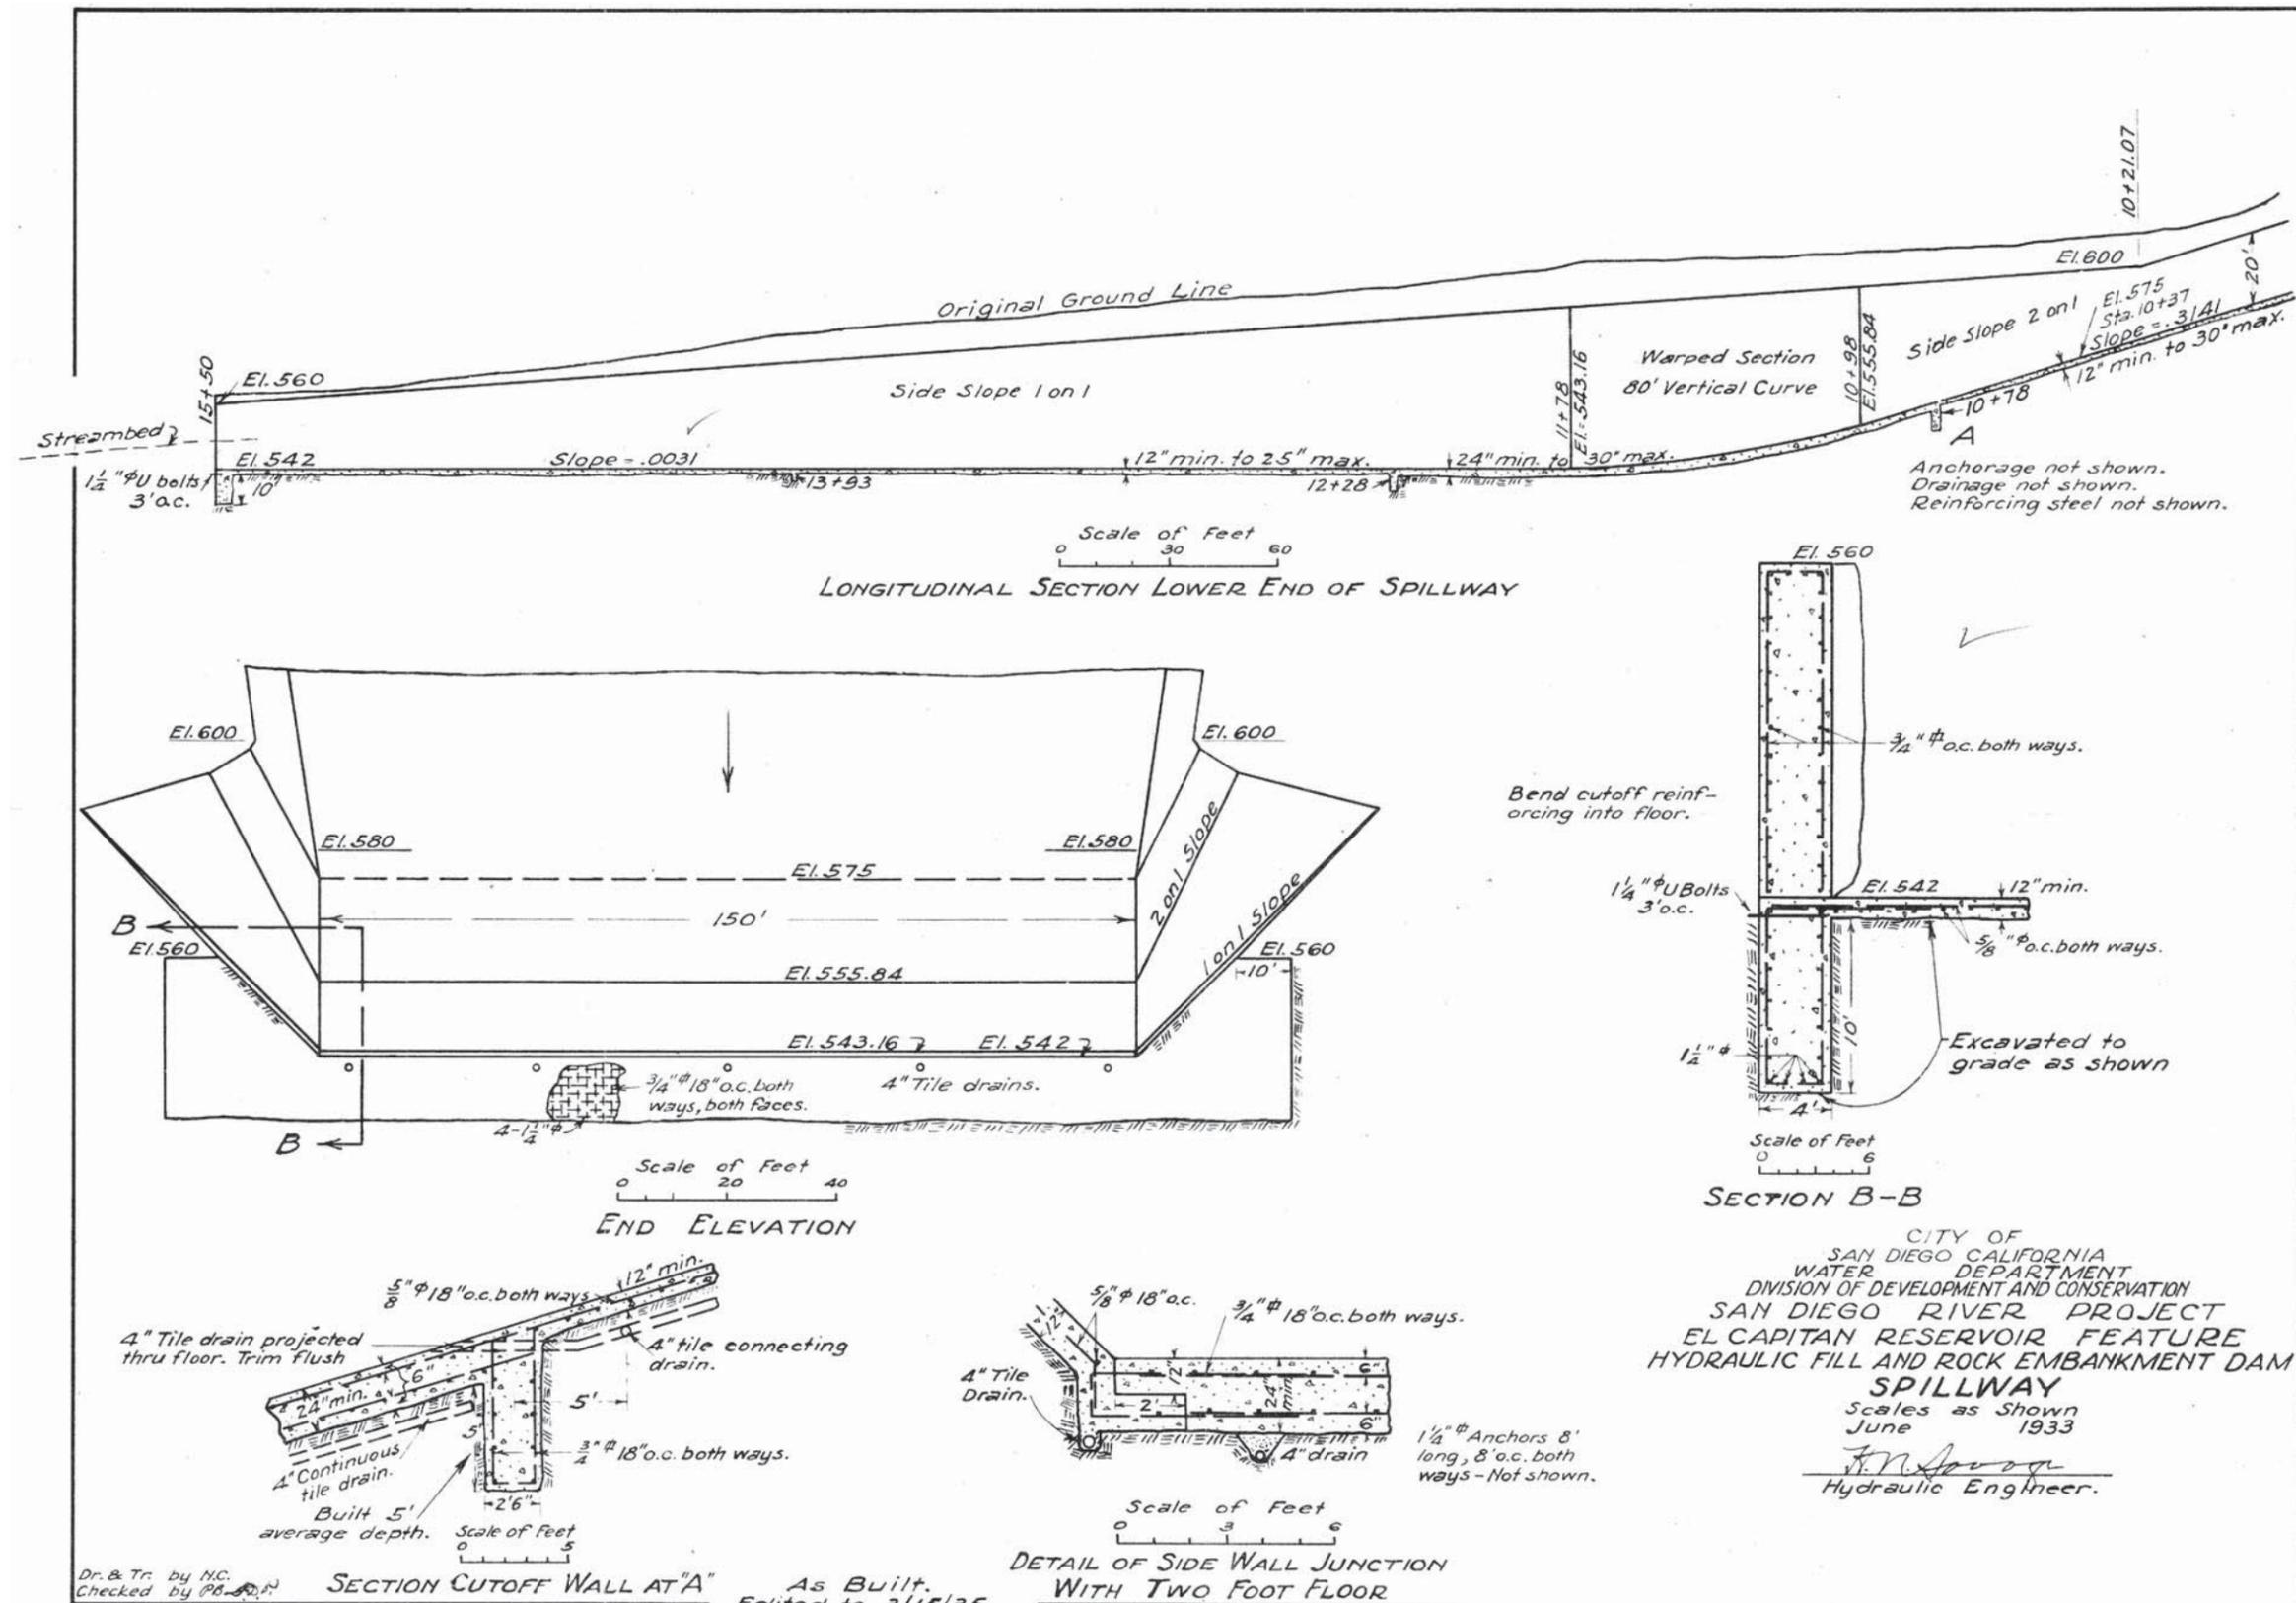 10+21.07
El.600
20'
Original Ground Line
El.575
Sta.10+37
Slope=.3141
12" min. to 30" max.
Side Slope 2 on 1
10+98
El.555.84
Warped Section
80' Vertical Curve
11+78
El.=543.16
Side Slope 1 on 1
15+50
El.560
Streambed
El.542
Slope=.0031
12" min. to 25" max.
24" min. to 30" max.
10+78
A
1¼"ϕU bolts
3'o.c.
10'
13+93
12+28
Anchorage not shown.
Drainage not shown.
Reinforcing steel not shown.
Scale of Feet
0 30 60
LONGITUDINAL SECTION LOWER END OF SPILLWAY
El.600
El.600
El.580
El.580
El.575
150'
2 on 1 Slope
1 on 1 Slope
B
El.560
El.560
10'
El.555.84
El.543.16
El.542
¾"ϕ18"o.c. both
ways, both faces.
4" Tile drains.
4-1¼"ϕ
B
Scale of Feet
0 20 40
END ELEVATION
El. 560
¾"ϕ o.c. both ways.
Bend cutoff reinf-
orcing into floor.
1¼"ϕU Bolts
3'o.c.
El.542
12" min.
⅝"ϕ o.c. both ways.
10'
1¼"ϕ
Excavated to
grade as shown
4'
Scale of Feet
0 6
SECTION B-B
⅝"ϕ18"o.c. both ways
12" min.
4" Tile drain projected
thru floor. Trim flush
4" tile connecting
drain.
6"
24" min.
5'
5'
4" Continuous
tile drain.
¾"ϕ18"o.c. both ways.
Built 5'
average depth.
2'6"
Scale of Feet
0 5
SECTION CUTOFF WALL AT "A"
Dr. & Tr. by N.C.
Checked by
As Built.
⅝"ϕ18"o.c.
¾"ϕ18"o.c. both ways.
12"
4" Tile
Drain.
12"
2'
24"
min.
6"
6"
4" drain
1¼"ϕ Anchors 8'
long, 8'o.c. both
ways-Not shown.
Scale of Feet
0 3 6
DETAIL OF SIDE WALL JUNCTION
WITH TWO FOOT FLOOR
CITY OF
SAN DIEGO CALIFORNIA
WATER DEPARTMENT
DIVISION OF DEVELOPMENT AND CONSERVATION
SAN DIEGO RIVER PROJECT
EL CAPITAN RESERVOIR FEATURE
HYDRAULIC FILL AND ROCK EMBANKMENT DAM
SPILLWAY
Scales as Shown
June 1933
Hydraulic Engineer.